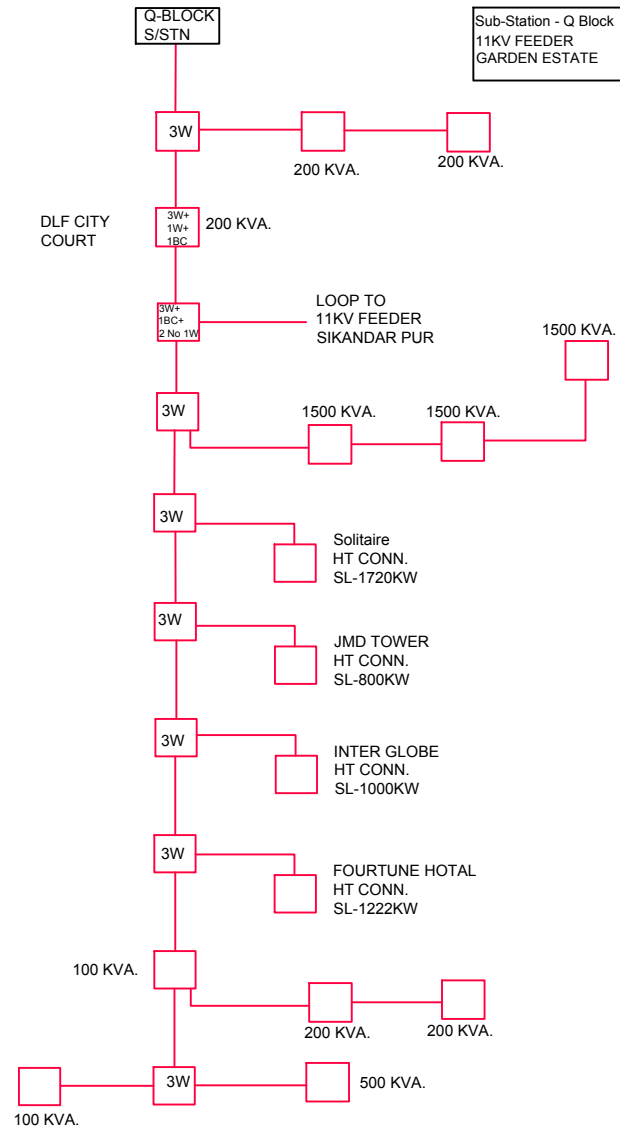 Q-BLOCK
S/STN
Sub-Station - Q Block
11KV FEEDER
GARDEN ESTATE
3W
200 KVA.
200 KVA.
DLF CITY
COURT
3W+
1W+
1BC
200 KVA.
3W+
1BC+
2 No 1W
LOOP TO
11KV FEEDER
SIKANDAR PUR
1500 KVA.
3W
1500 KVA.
1500 KVA.
3W
Solitaire
HT CONN.
SL-1720KW
3W
JMD TOWER
HT CONN.
SL-800KW
3W
INTER GLOBE
HT CONN.
SL-1000KW
3W
FOURTUNE HOTAL
HT CONN.
SL-1222KW
100 KVA.
200 KVA.
200 KVA.
3W
500 KVA.
100 KVA.